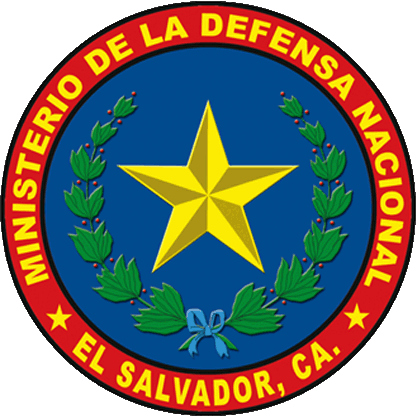 MINISTERIO DE LA DEFENSA NACIONAL
EL SALVADOR, CA.